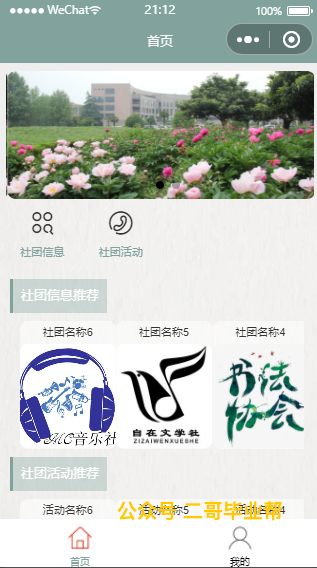 WeChat 21:12 100%
首页
社团信息 社团活动
社团信息推荐
社团名称6 社团名称5 社团名称4
MC音乐社 自在文学社 书法协会
ZIZAIWENXUESHE
社团活动推荐
活动名称6 活动名称5 活动名称4
公众号 二哥毕业帮
首页 我的